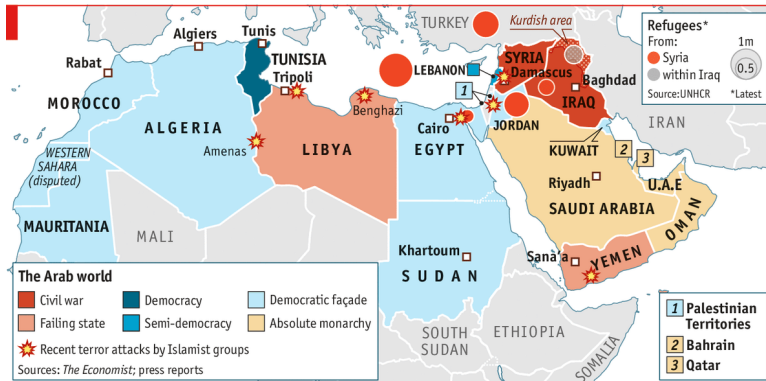 TURKEY
Kurdish area
Refugees*
From:
Syria
within Iraq
1m
0.5
Source:UNHCR
*Latest
Algiers
Tunis
Rabat
TUNISIA
Tripoli
LEBANON
SYRIA
Damascus
Baghdad
1
IRAQ
MOROCCO
Benghazi
IRAN
ALGERIA
Cairo
JORDAN
Amenas
LIBYA
EGYPT
KUWAIT
2
3
WESTERN
SAHARA
(disputed)
Riyadh
U.A.E
SAUDI ARABIA
OMAN
MAURITANIA
MALI
Khartoum
Sanà'a
YEMEN
SUDAN
The Arab world
Civil war
Democracy
Democratic façade
Failing state
Semi-democracy
Absolute monarchy
Recent terror attacks by Islamist groups
Sources: The Economist; press reports
SOUTH
SUDAN
ETHIOPIA
SOMALIA
1 Palestinian
Territories
2 Bahrain
3 Qatar